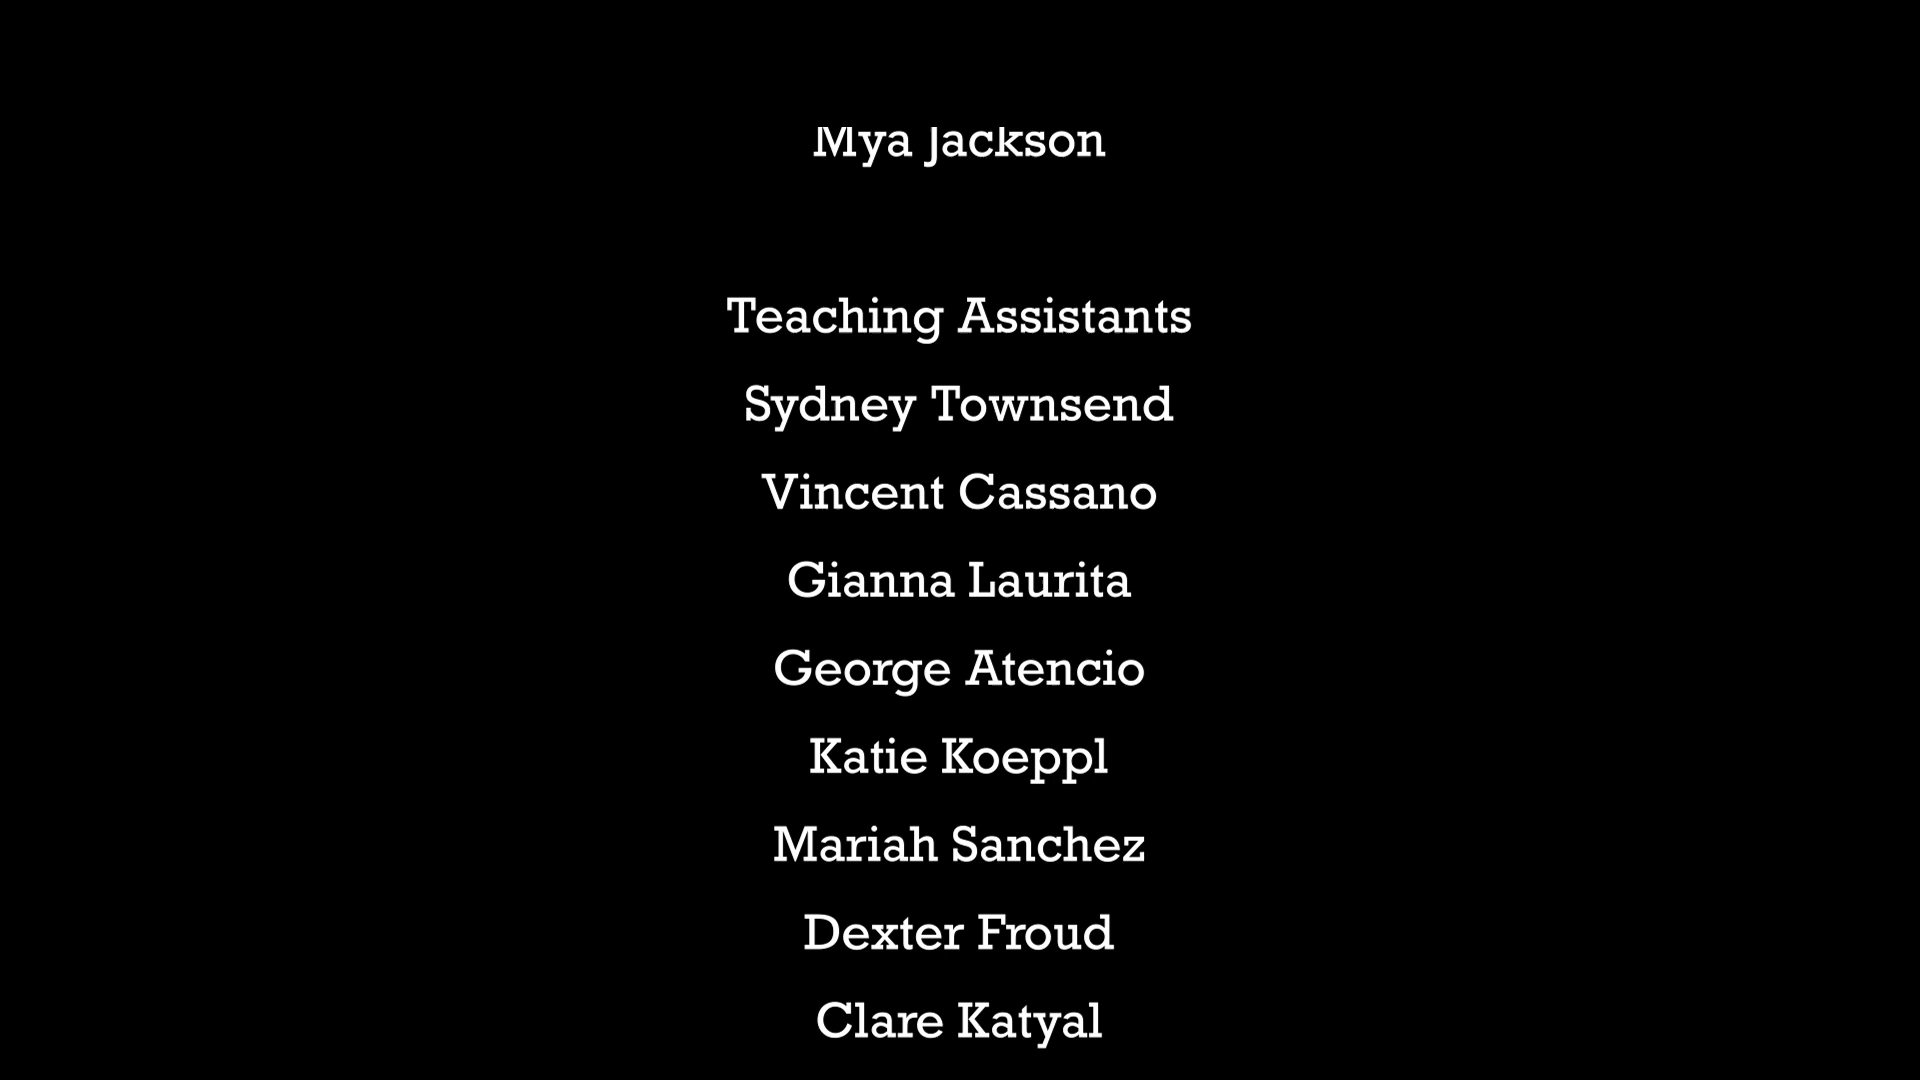 Mya Jackson
Teaching Assistants
Sydney Townsend
Vincent Cassano
Gianna Laurita
George Atencio
Katie Koeppl
Mariah Sanchez
Dexter Froud
Clare Katyal